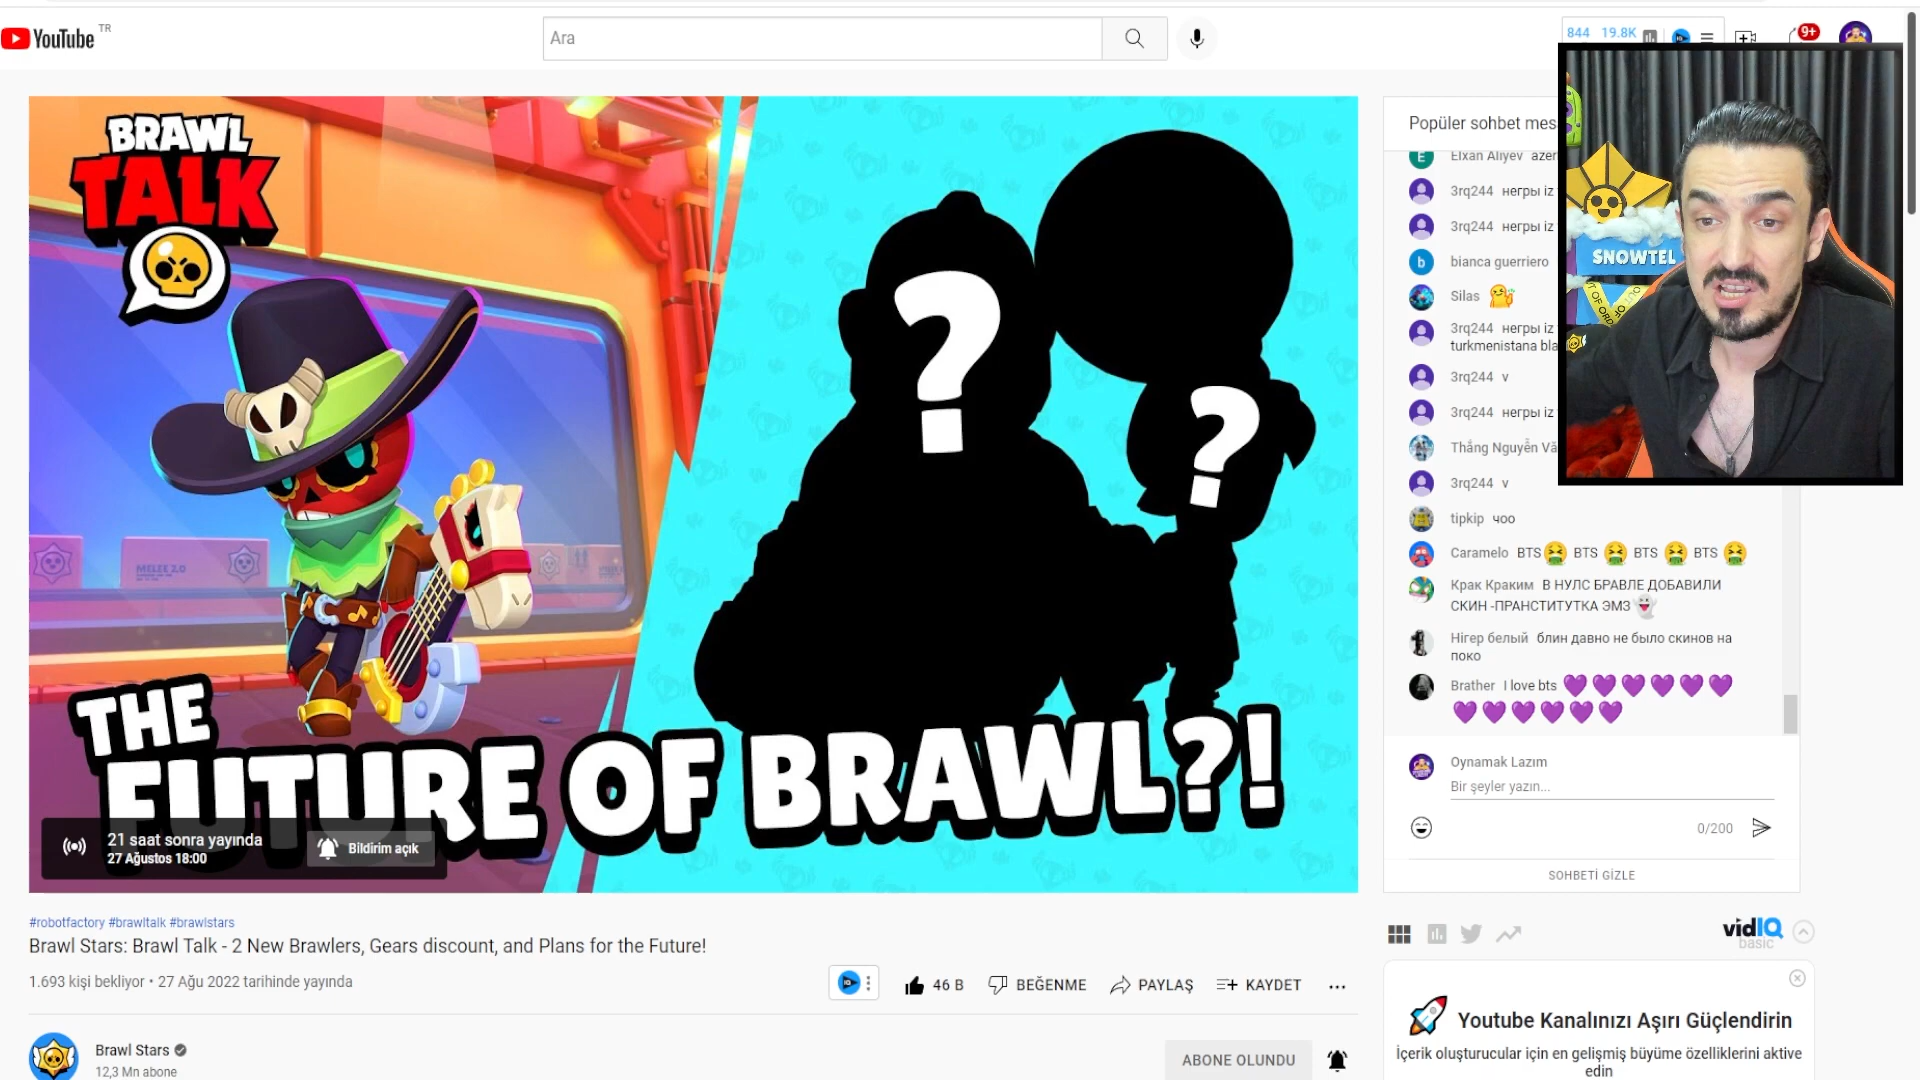 YouTube TR
Ara
844 19.8K
9+
BRAWL
TALK
MELEE 2.0
?
?
THE
FUTURE OF BRAWL?!
21 saat sonra yayında
27 Ağustos 18:00
Bildirim açık
SNOWTEL
Popüler sohbet mes
Elxan Aliyev azer
3rq244 негры iz
3rq244 негры iz
bianca guerriero
Silas
3rq244 негры iz
turkmenistana bla
3rq244 v
3rq244 негры iz
Thắng Nguyễn Vă
3rq244 v
tipkip чоо
Caramelo BTS BTS BTS BTS
Крак Краким В НУЛС БРАВЛЕ ДОБАВИЛИ
СКИН -ПРАНСТИТУТКА ЭМЗ
Нігер белый блин давно не было скинов на
поко
Brather I love bts
Oynamak Lazım
Bir şeyler yazın...
0/200
SOHBETİ GİZLE
#robotfactory #brawltalk #brawlstars
Brawl Stars: Brawl Talk - 2 New Brawlers, Gears discount, and Plans for the Future!
1.693 kişi bekliyor • 27 Ağu 2022 tarihinde yayında
46 B
BEĞENME
PAYLAŞ
KAYDET
Brawl Stars
12,3 Mn abone
ABONE OLUNDU
vidIQ
basic
Youtube Kanalınızı Aşırı Güçlendirin
İçerik oluşturucular için en gelişmiş büyüme özelliklerini aktive
edin